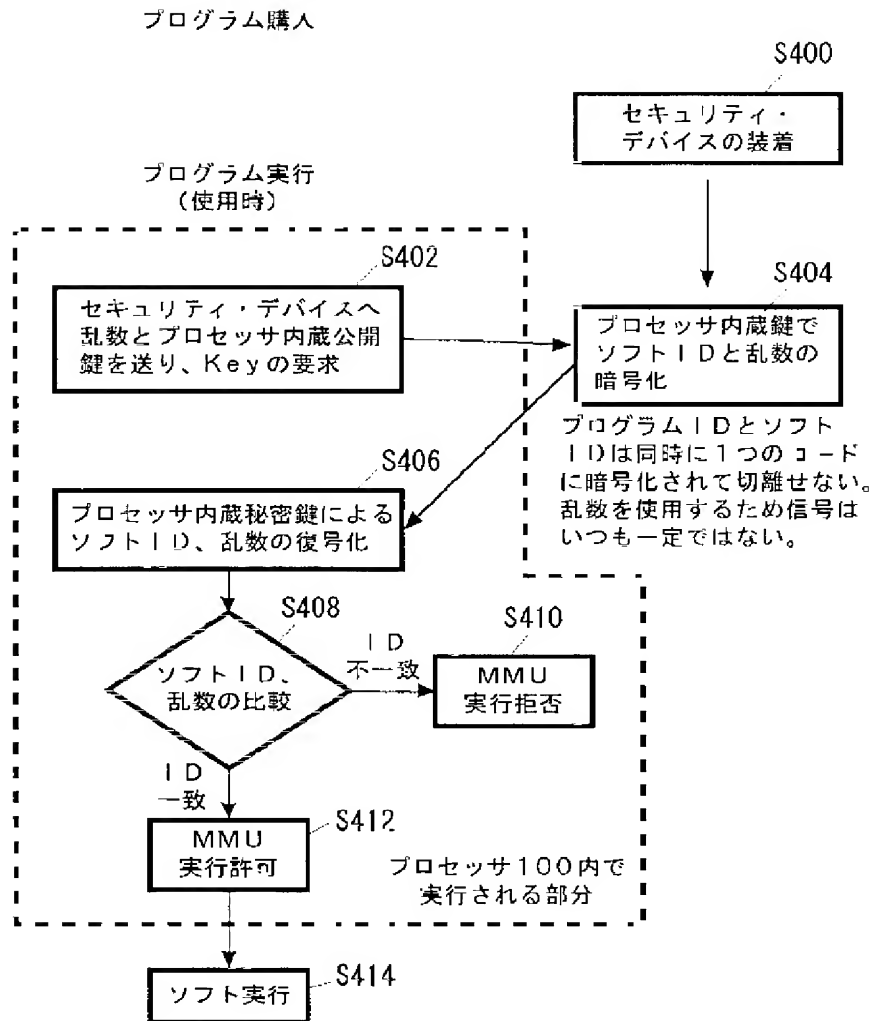 プログラム購入
S400
セキュリティ・
デバイスの装着
プログラム実行
(使用時)
S402
セキュリティ・デバイスへ
乱数とプロセッサ内蔵公開
鍵を送り、Keyの要求
S404
プロセッサ内蔵鍵で
ソフトIDと乱数の
暗号化
プログラムIDとソフト
IDは同時に1つのコード
に暗号化されて切離せない。
乱数を使用するため信号は
いつも一定ではない。
S406
プロセッサ内蔵秘密鍵による
ソフトID、乱数の復号化
S408
ソフトID、
乱数の比較
ID
不一致
S410
MMU
実行拒否
ID
一致
S412
MMU
実行許可
プロセッサ100内で
実行される部分
S414
ソフト実行